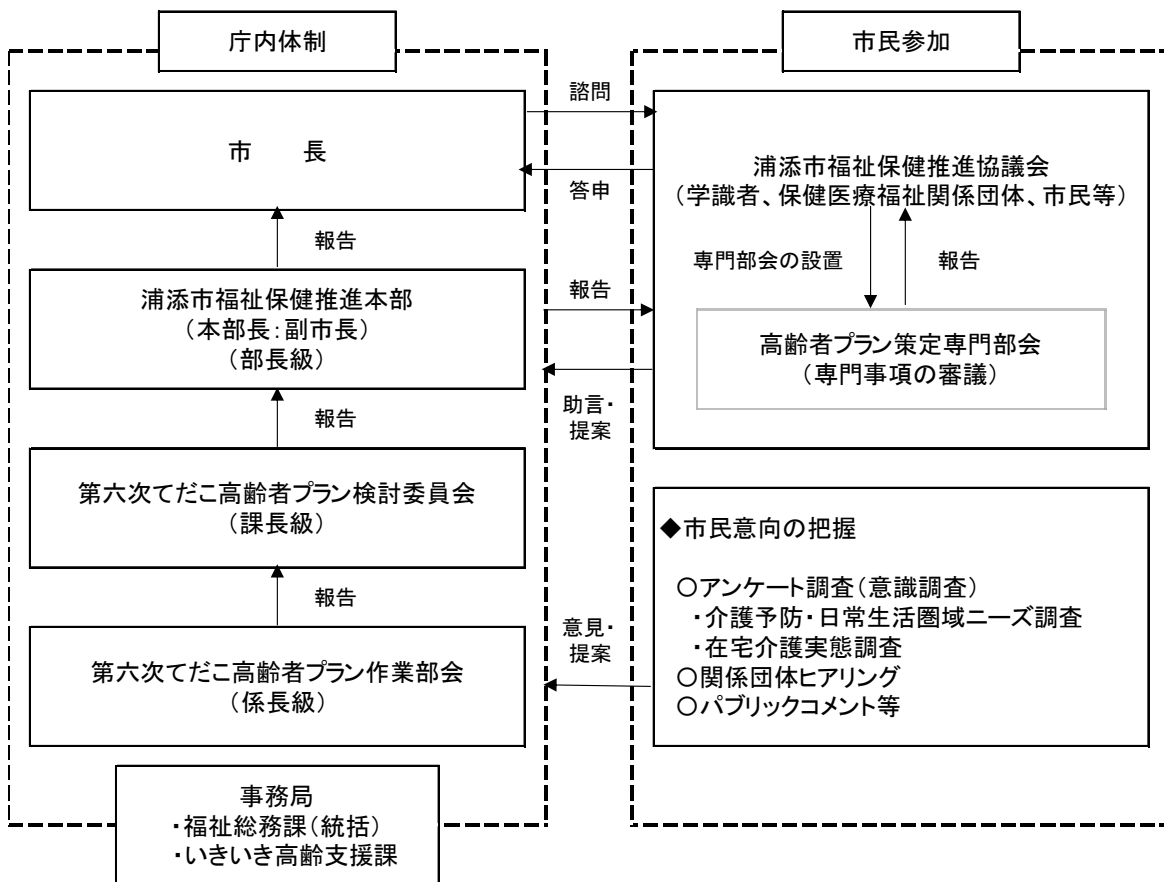 庁内体制
市　　長
報告
浦添市福祉保健推進本部
（本部長：副市長）
（部長級）
報告
第六次てだこ高齢者プラン検討委員会
（課長級）
報告
第六次てだこ高齢者プラン作業部会
（係長級）
事務局
・福祉総務課（統括）
・いきいき高齢支援課
諮問
答申
報告
助言・
提案
意見・
提案
市民参加
浦添市福祉保健推進協議会
（学識者、保健医療福祉関係団体、市民等）
専門部会の設置
報告
高齢者プラン策定専門部会
（専門事項の審議）
◆市民意向の把握
○アンケート調査（意識調査）
・介護予防・日常生活圏域ニーズ調査
・在宅介護実態調査
○関係団体ヒアリング
○パブリックコメント等